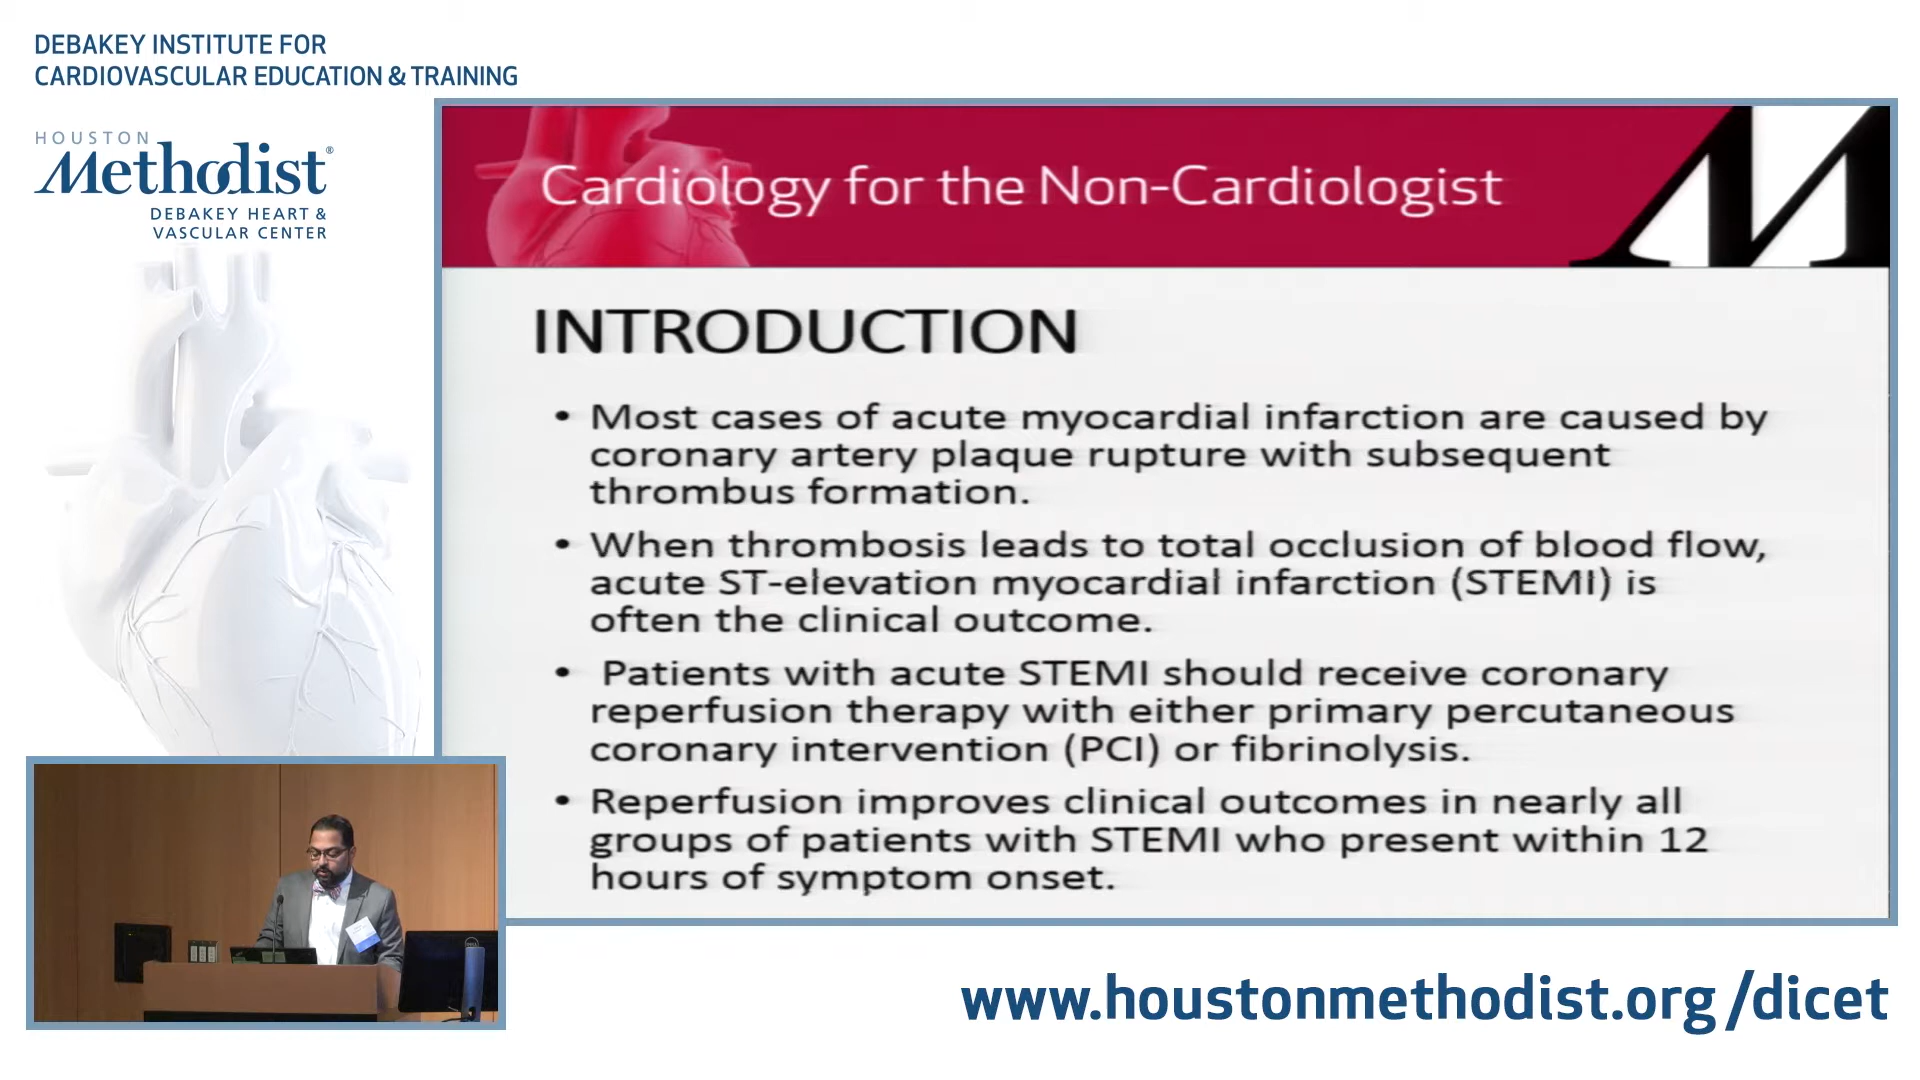 DEBAKEY INSTITUTE FOR
CARDIOVASCULAR EDUCATION & TRAINING
HOUSTON
Methodist®
DEBAKEY HEART &
VASCULAR CENTER
Cardiology for the Non-Cardiologist
M
INTRODUCTION
• Most cases of acute myocardial infarction are caused by
coronary artery plaque rupture with subsequent
thrombus formation.
• When thrombosis leads to total occlusion of blood flow,
acute ST-elevation myocardial infarction (STEMI) is
often the clinical outcome.
• Patients with acute STEMI should receive coronary
reperfusion therapy with either primary percutaneous
coronary intervention (PCI) or fibrinolysis.
• Reperfusion improves clinical outcomes in nearly all
groups of patients with STEMI who present within 12
hours of symptom onset.
www.houstonmethodist.org/dicet